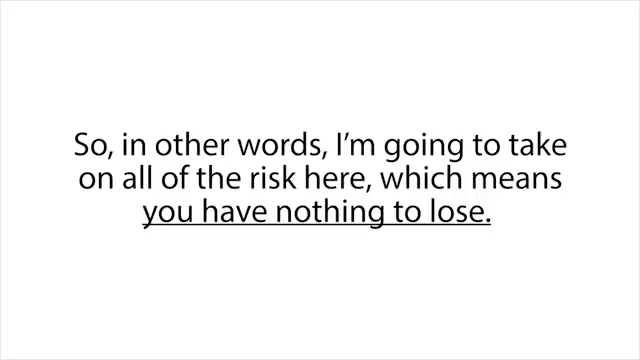 So, in other words, I’m going to take
on all of the risk here, which means
you have nothing to lose.